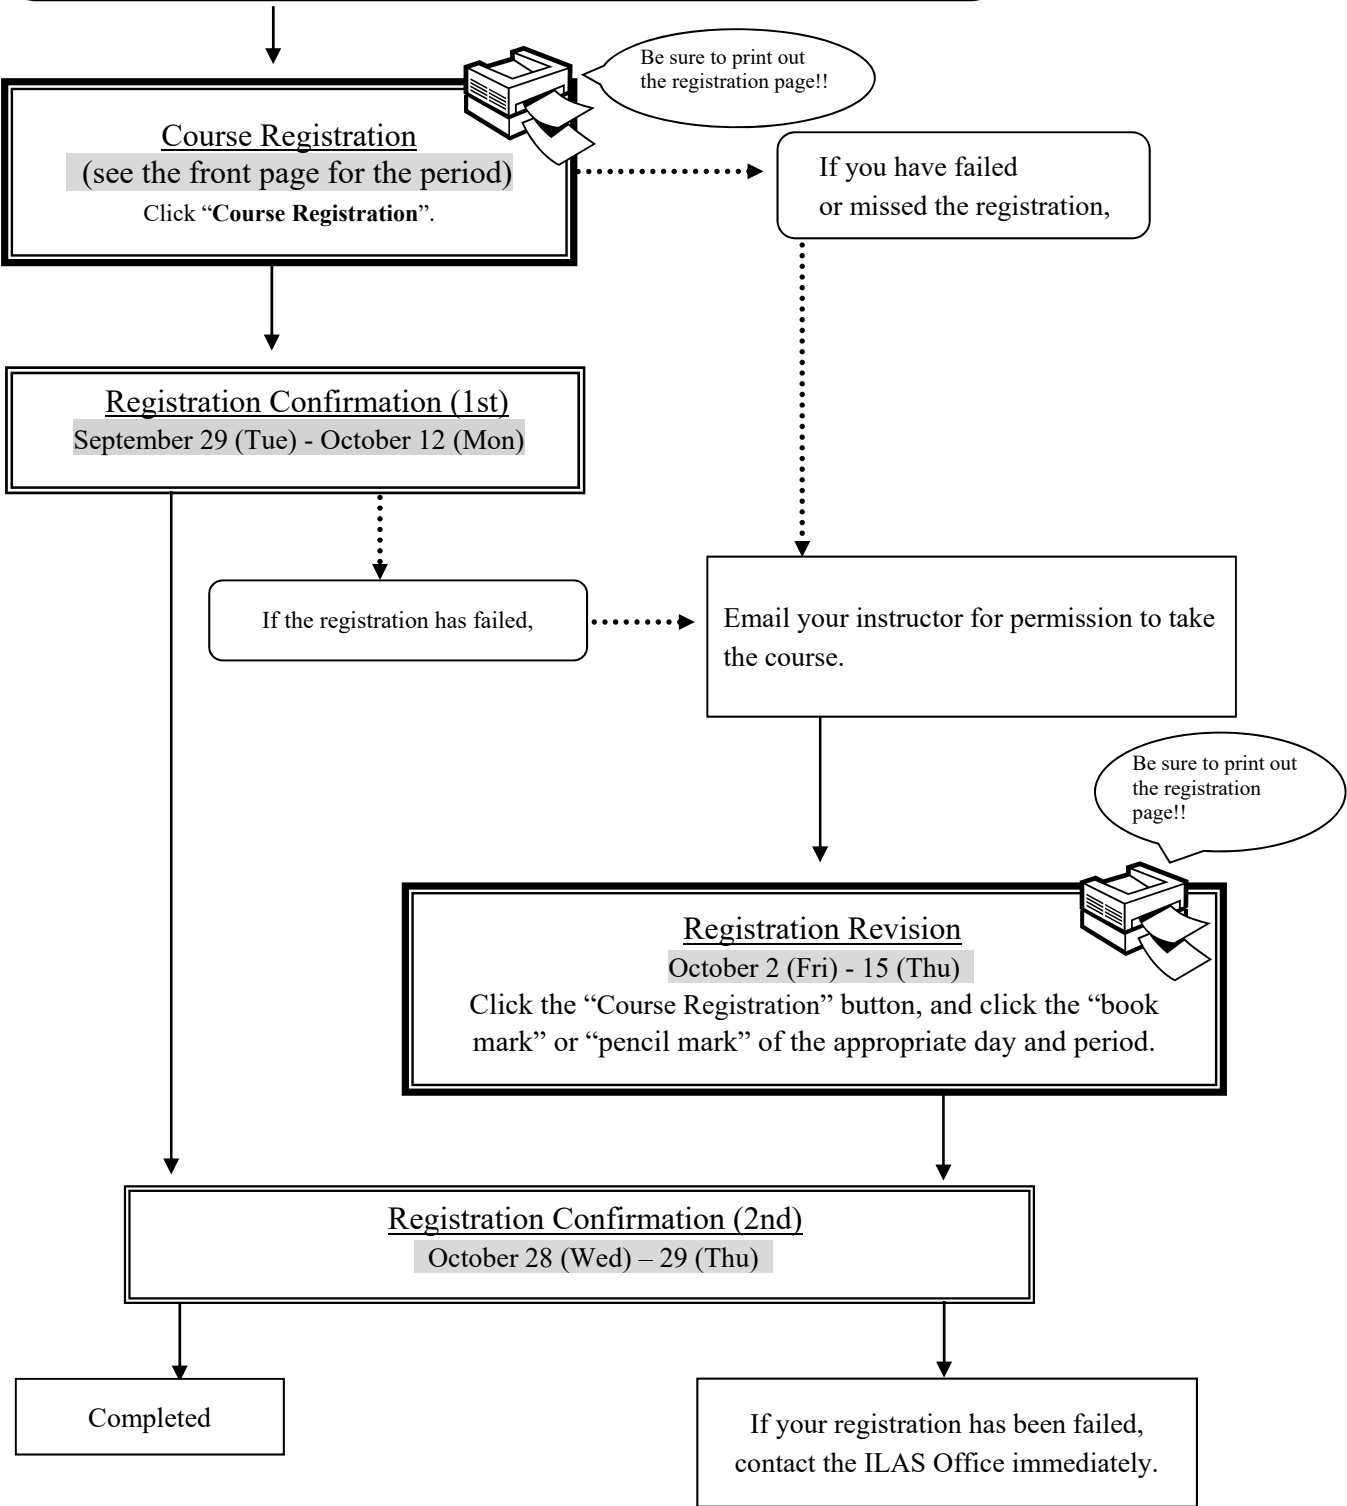 Be sure to print out
the registration page!!
Course Registration
(see the front page for the period)
Click “Course Registration”.
If you have failed
or missed the registration,
Registration Confirmation (1st)
September 29 (Tue) - October 12 (Mon)
If the registration has failed,
Email your instructor for permission to take
the course.
Be sure to print out
the registration
page!!
Registration Revision
October 2 (Fri) - 15 (Thu)
Click the “Course Registration” button, and click the “book
mark” or “pencil mark” of the appropriate day and period.
Registration Confirmation (2nd)
October 28 (Wed) – 29 (Thu)
Completed
If your registration has been failed,
contact the ILAS Office immediately.